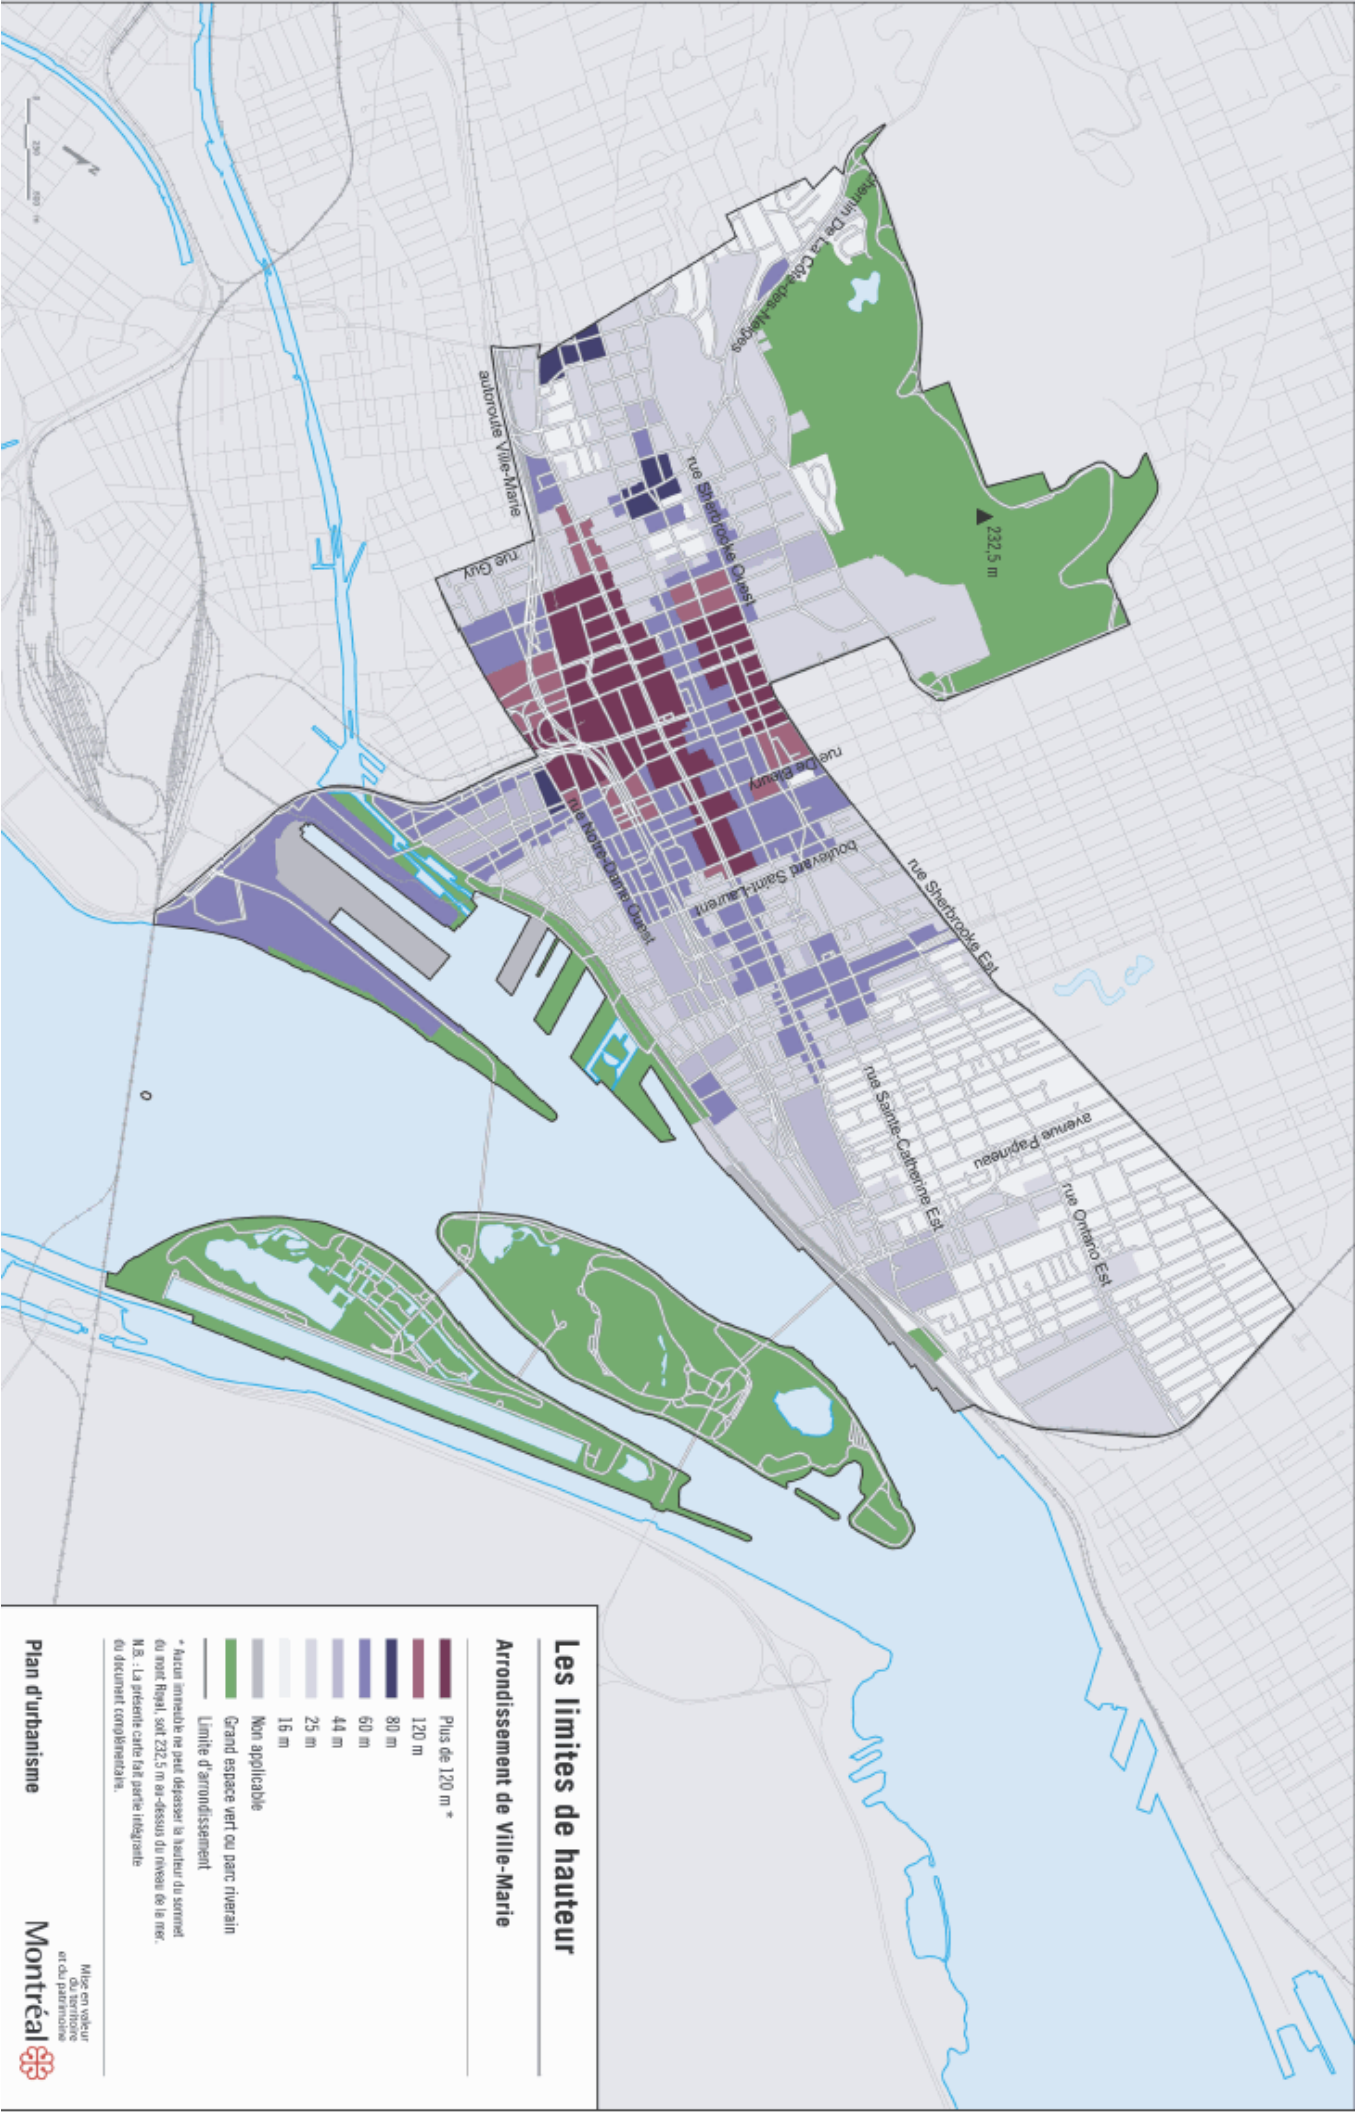 chemin De La Côte-des-Neiges
232,5 m
autoroute Ville-Marie
rue Sherbrooke Ouest
rue Guy
rue De Bleury
rue Notre-Dame Ouest
boulevard Saint-Laurent
rue Sherbrooke Est
rue Sainte-Catherine Est
avenue Papineau
rue Ontario Est
N
0 250 500 m
Les limites de hauteur
Arrondissement de Ville-Marie
Plus de 120 m *
120 m
80 m
60 m
44 m
25 m
16 m
Non applicable
Grand espace vert ou parc riverain
Limite d'arrondissement
* Aucun immeuble ne peut dépasser la hauteur du sommet
du mont Royal, soit 232,5 m au-dessus du niveau de la mer.
N.B. : La présente carte fait partie intégrante
du document complémentaire.
Plan d'urbanisme
Mise en valeur
du territoire
et du patrimoine
Montréal